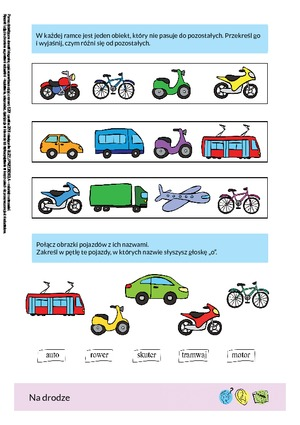 W każdej ramce jest jeden obiekt, który nie pasuje do pozostałych. Przekreśl go
i wyjaśnij, czym różni się od pozostałych.
Połącz obrazki pojazdów z ich nazwami.
Zakreśl w pętlę te pojazdy, w których nazwie słyszysz głoskę „o”.
auto rower skuter tramwaj motor
Na drodze